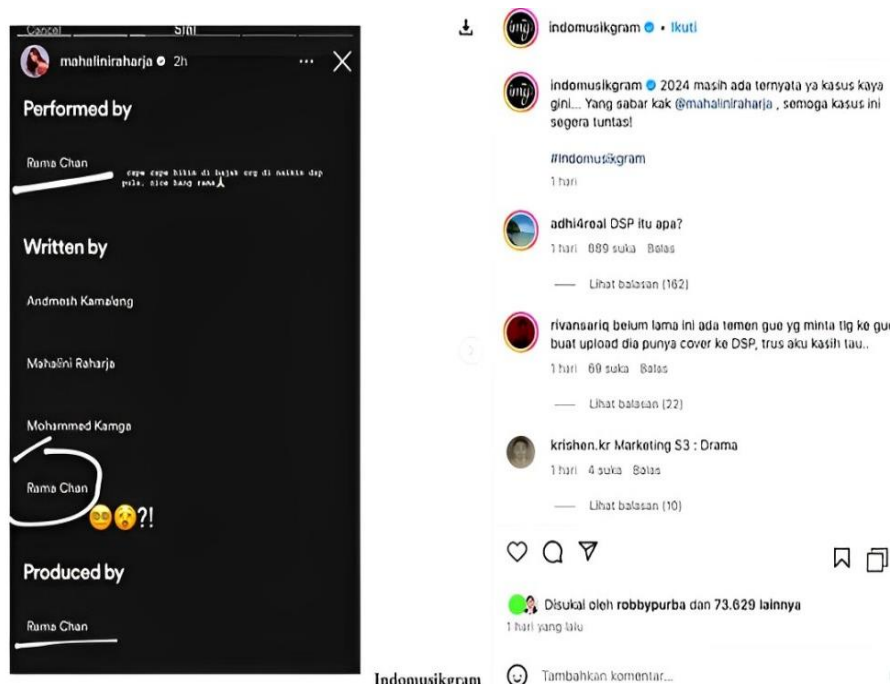 Cancel
mahaliniraharja 2h
Performed by
Rama Chan
cape cape bikin di bajak org di naikin dsp
pula, nice bang rama
Written by
Andmesh Kamaleng
Mahalini Raharja
Mohammed Kamga
Rama Chan
?!
Produced by
Rama Chan
Indomusikgram
indomusikgram • Ikuti
indomusikgram 2024 masih ada ternyata ya kasus kaya
gini... Yang sabar kak @mahaliniraharja , semoga kasus ini
segera tuntas!
#Indomusikgram
1 hari
adhi4real DSP itu apa?
1 hari 889 suka Balas
Lihat balasan (162)
rivansariq belum lama ini ada temen gue yg minta tlg ke gue
buat upload dia punya cover ke DSP, trus aku kasih tau..
1 hari 69 suka Balas
Lihat balasan (22)
krishen.kr Marketing S3 : Drama
1 hari 4 suka Balas
Lihat balasan (10)
Disukai oleh robbypurba dan 73.629 lainnya
1 hari yang lalu
Tambahkan komentar...